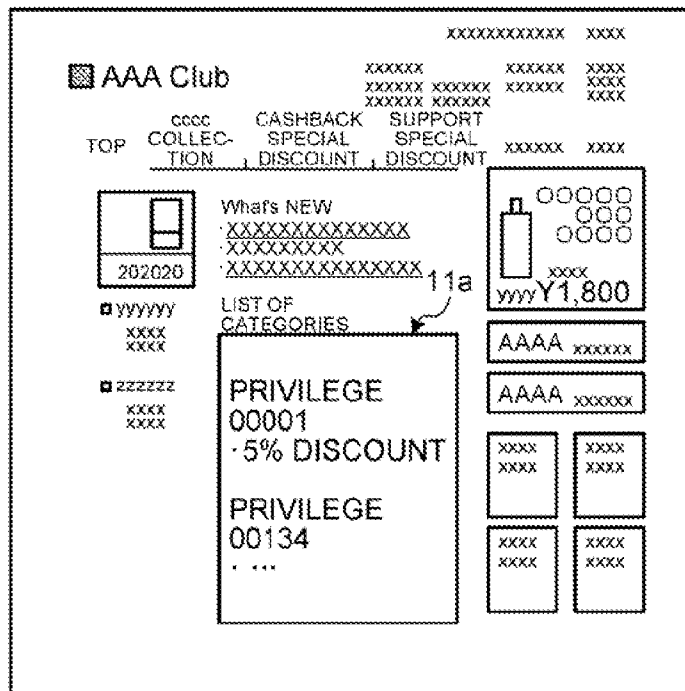 xxxxxxxxxxxx xxxx
AAA Club
xxxxxx xxxxxx xxxx
xxxxxx xxxxxx xxxxxx xxxx
xxxxxx xxxxxx xxxx
TOP
cccc
COLLEC-
TION
CASHBACK
SPECIAL
DISCOUNT
SUPPORT
SPECIAL
DISCOUNT
xxxxxx xxxx
202020
yyyyyy
xxxx
xxxx
zzzzzz
xxxx
xxxx
What's NEW
·XXXXXXXXXXXXXX
·XXXXXXXXX
·XXXXXXXXXXXXXXX
11a
LIST OF
CATEGORIES
PRIVILEGE
00001
·5% DISCOUNT
PRIVILEGE
00134
· ···
OOOOO
OOO
OOOO
xxxx
yyyyY1,800
AAAA xxxxxx
AAAA xxxxxx
xxxx
xxxx
xxxx
xxxx
xxxx
xxxx
xxxx
xxxx